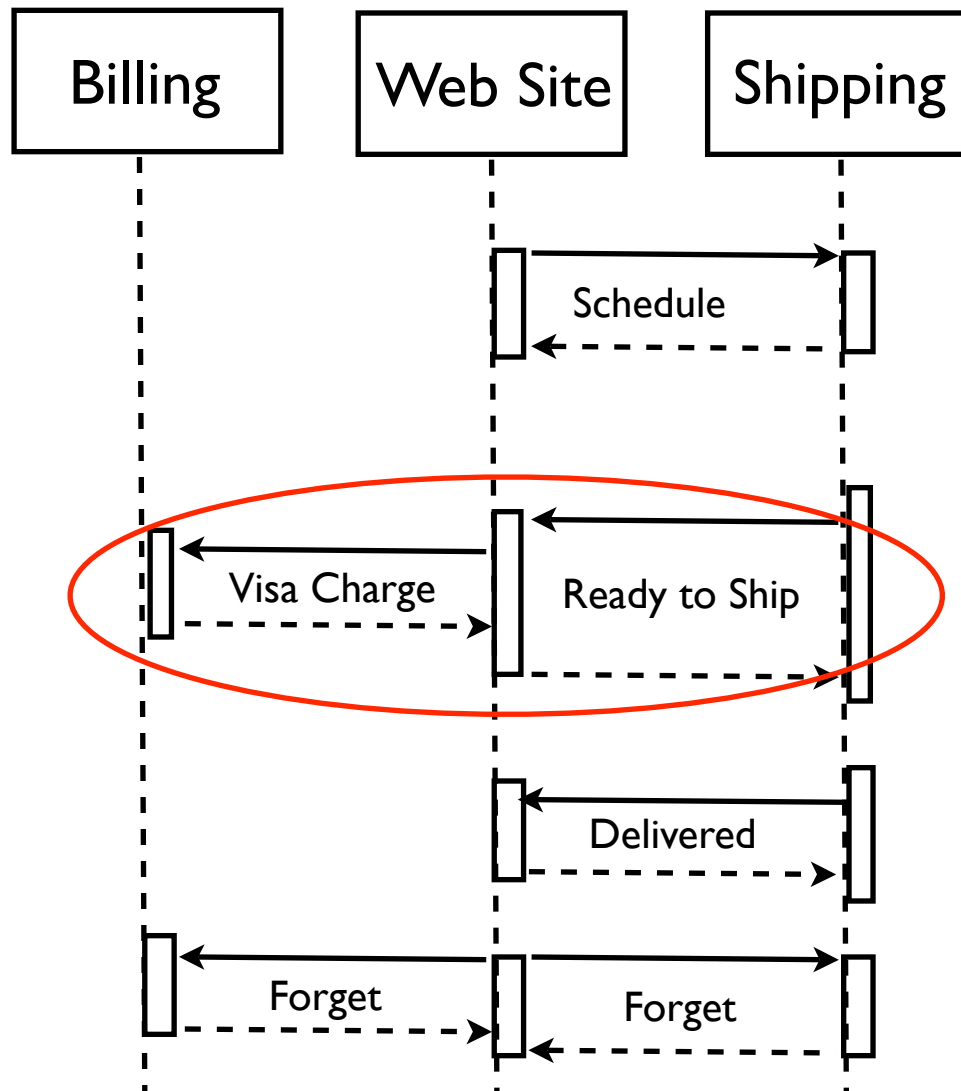 Billing
Web Site
Shipping
Schedule
Visa Charge
Ready to Ship
Delivered
Forget
Forget